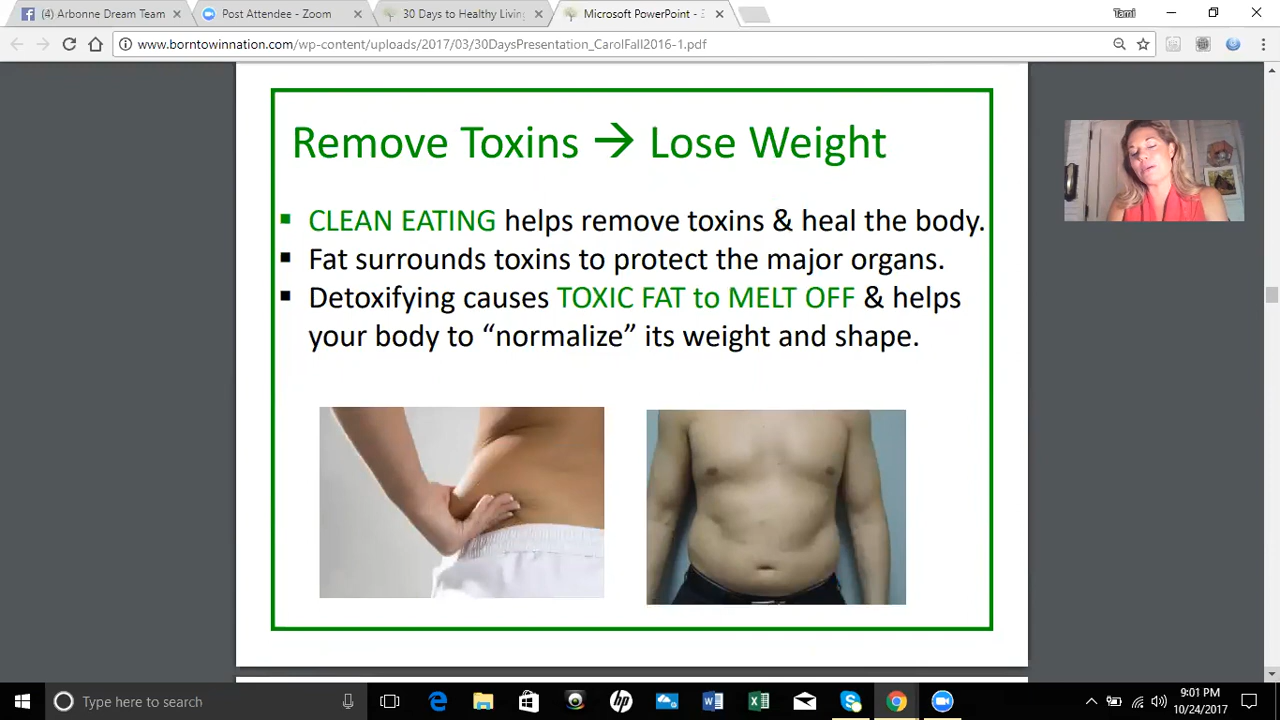 (4) Arbonne Dream Team
Post Attendee - Zoom
30 Days to Healthy Living
Microsoft PowerPoint - 3
Tami
www.borntowinnation.com/wp-content/uploads/2017/03/30DaysPresentation_CarolFall2016-1.pdf
Remove Toxins → Lose Weight
▪ CLEAN EATING helps remove toxins & heal the body.
▪ Fat surrounds toxins to protect the major organs.
▪ Detoxifying causes TOXIC FAT to MELT OFF & helps
your body to “normalize” its weight and shape.
Type here to search
9:01 PM
10/24/2017